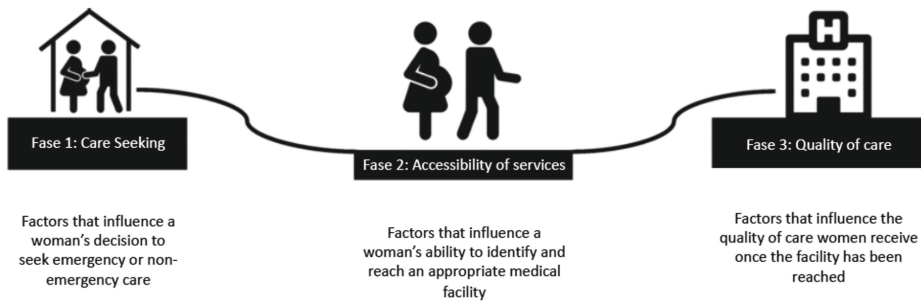 H
Fase 1: Care Seeking
Fase 2: Accessibility of services
Fase 3: Quality of care
Factors that influence a
woman's decision to
seek emergency or non-
emergency care
Factors that influence a
woman's ability to identify and
reach an appropriate medical
facility
Factors that influence the
quality of care women receive
once the facility has been
reached